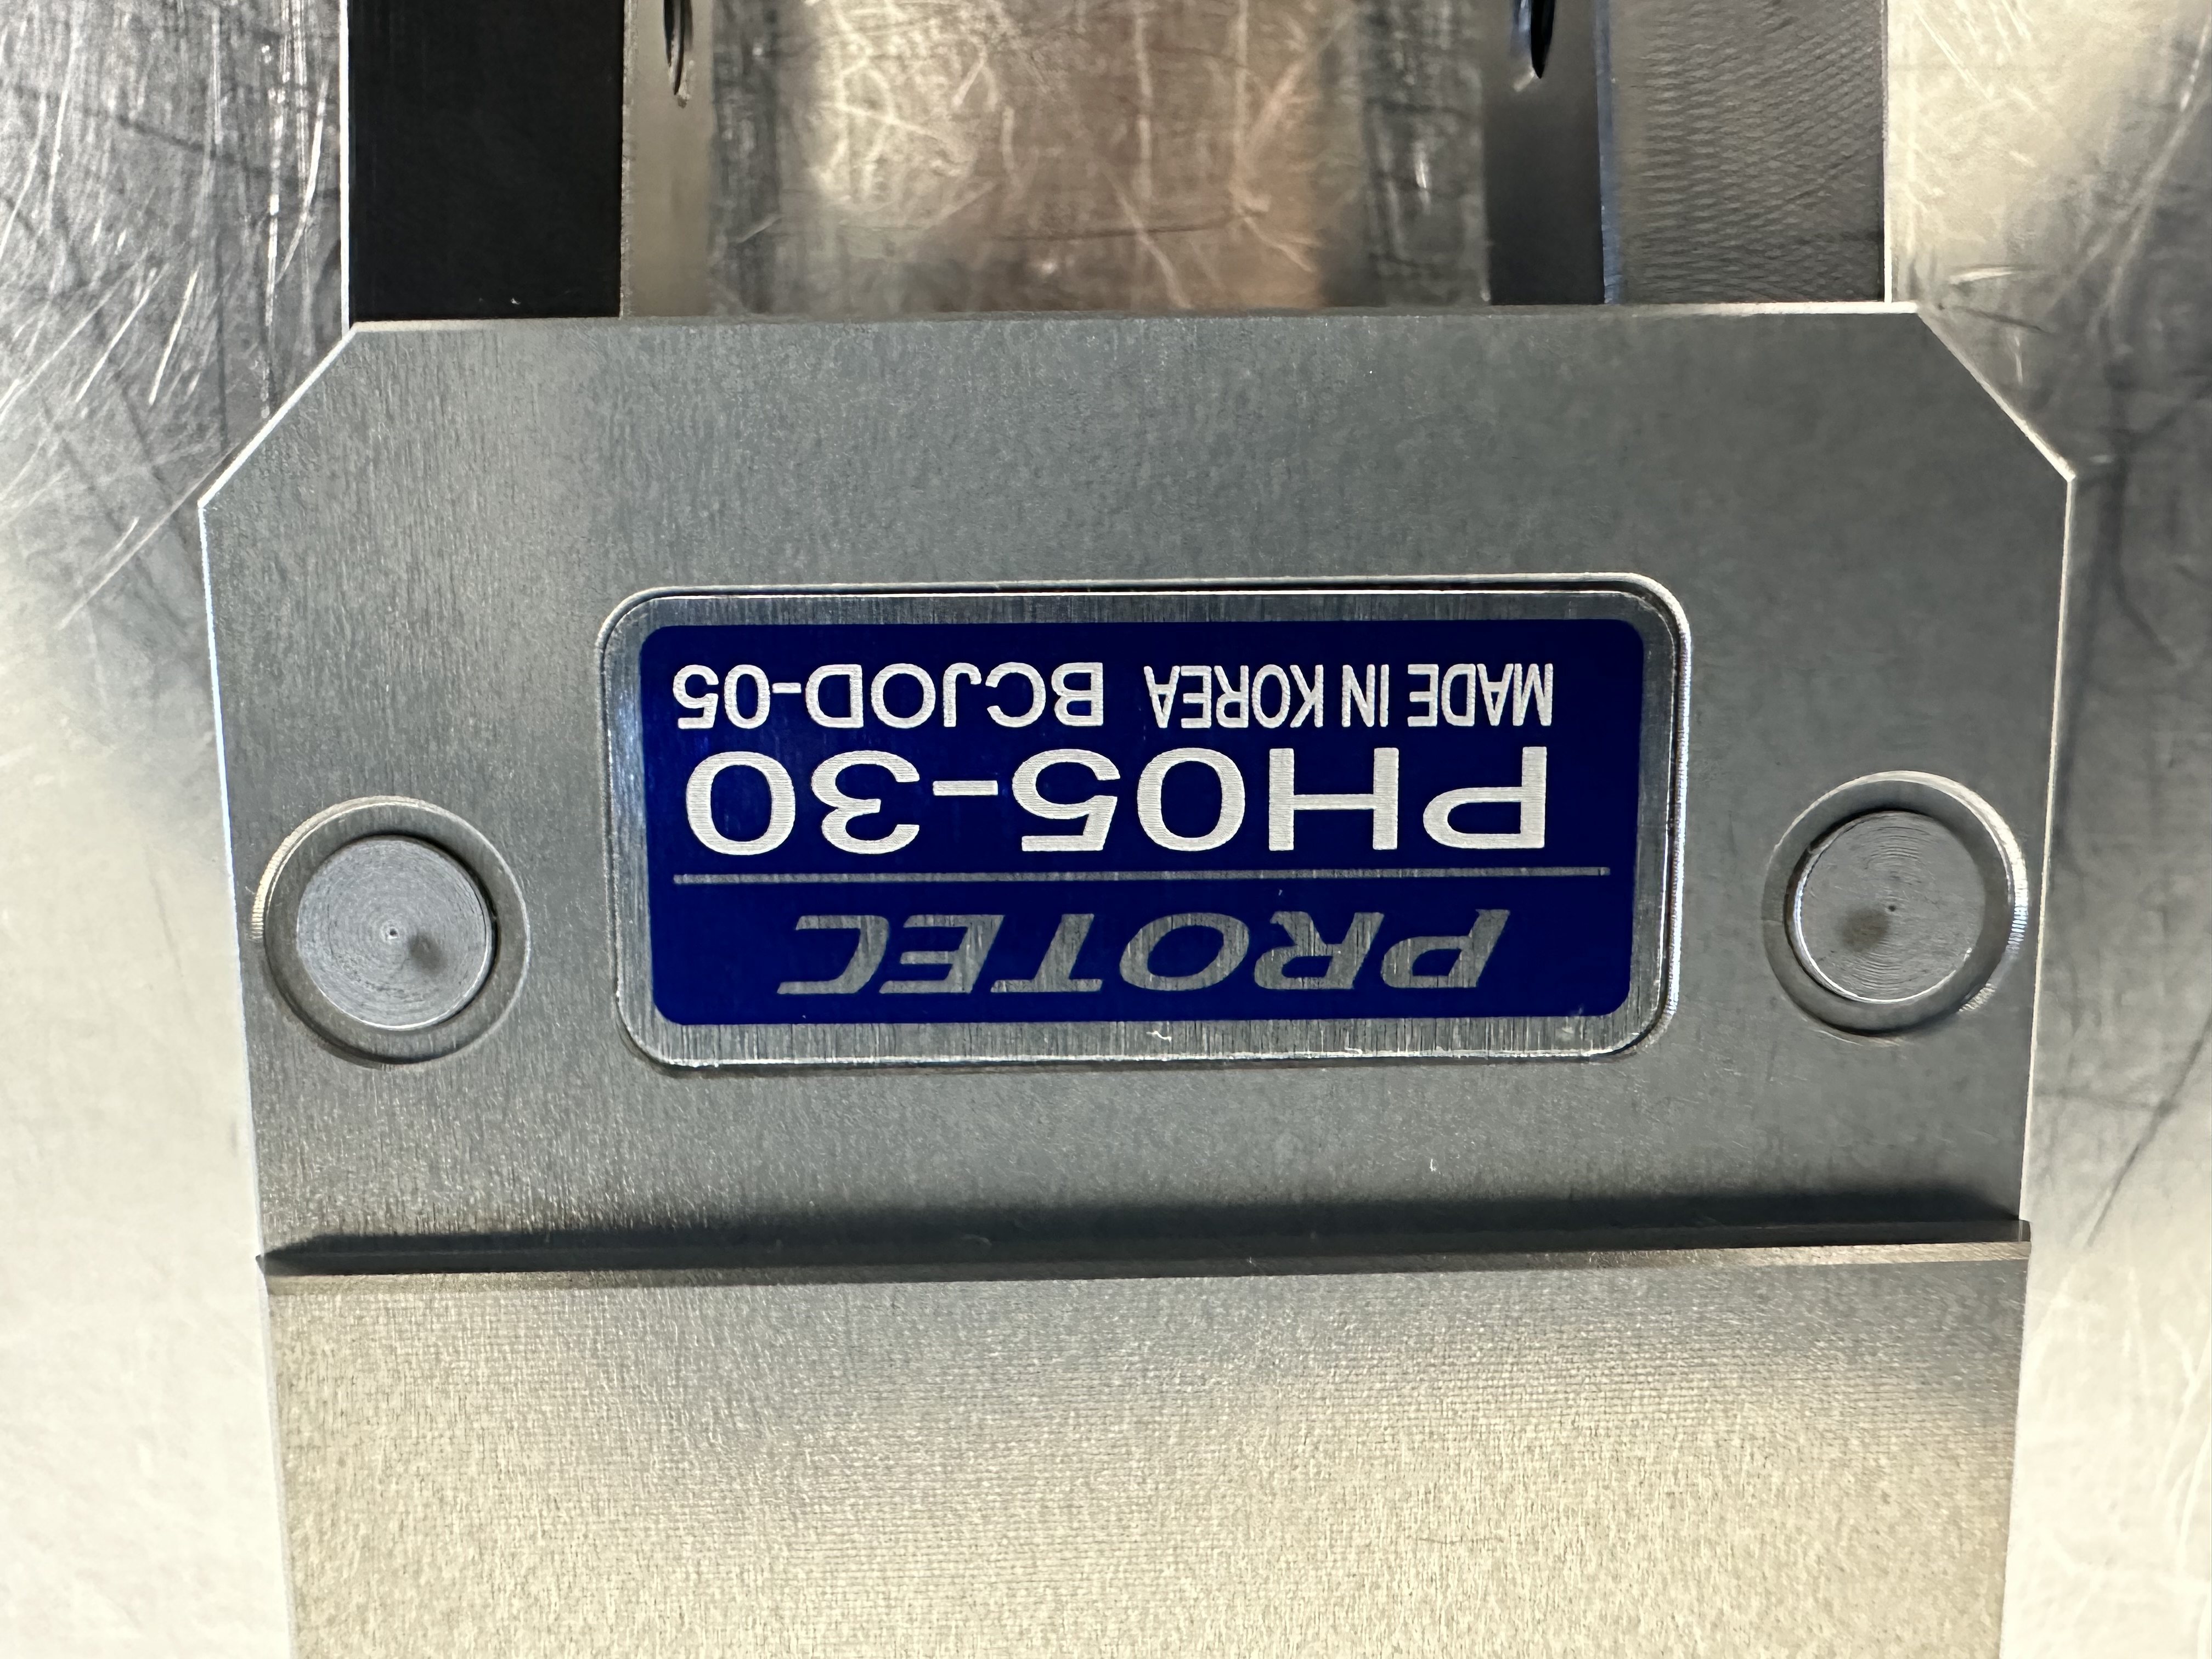 PROTEC
PH05-30
MADE IN KOREA BCJOD-05